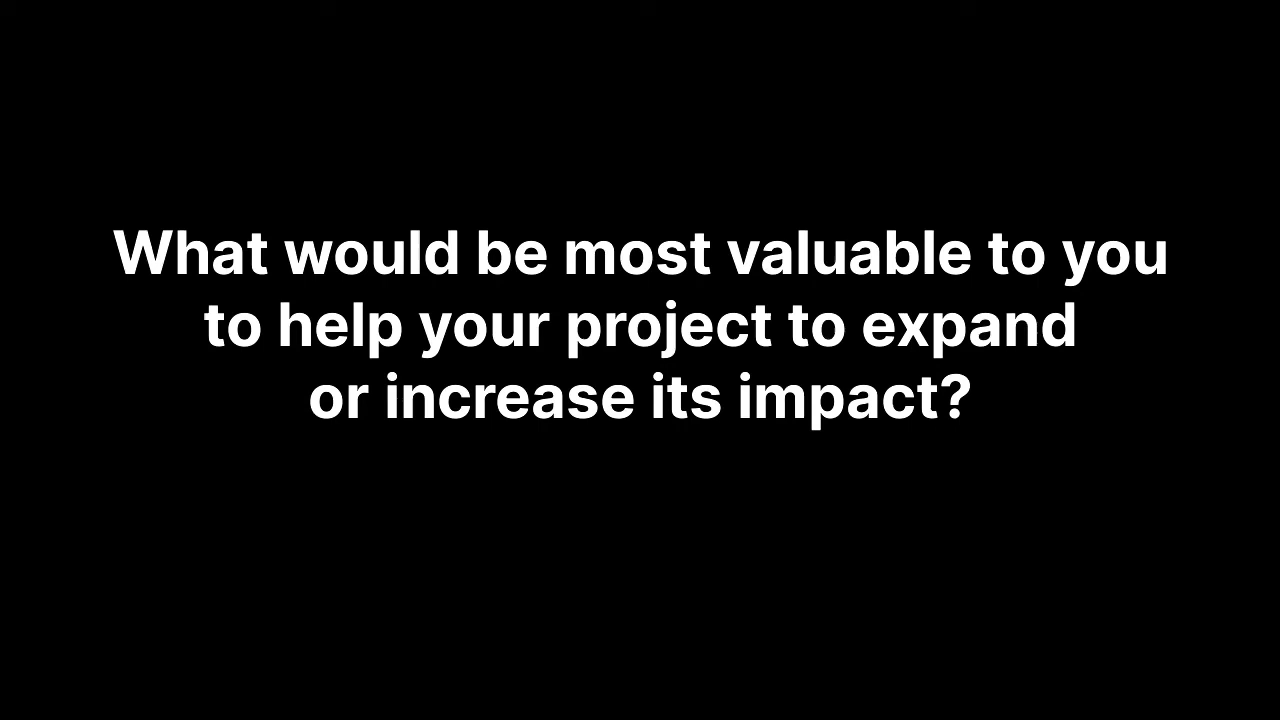 What would be most valuable to you
to help your project to expand
or increase its impact?